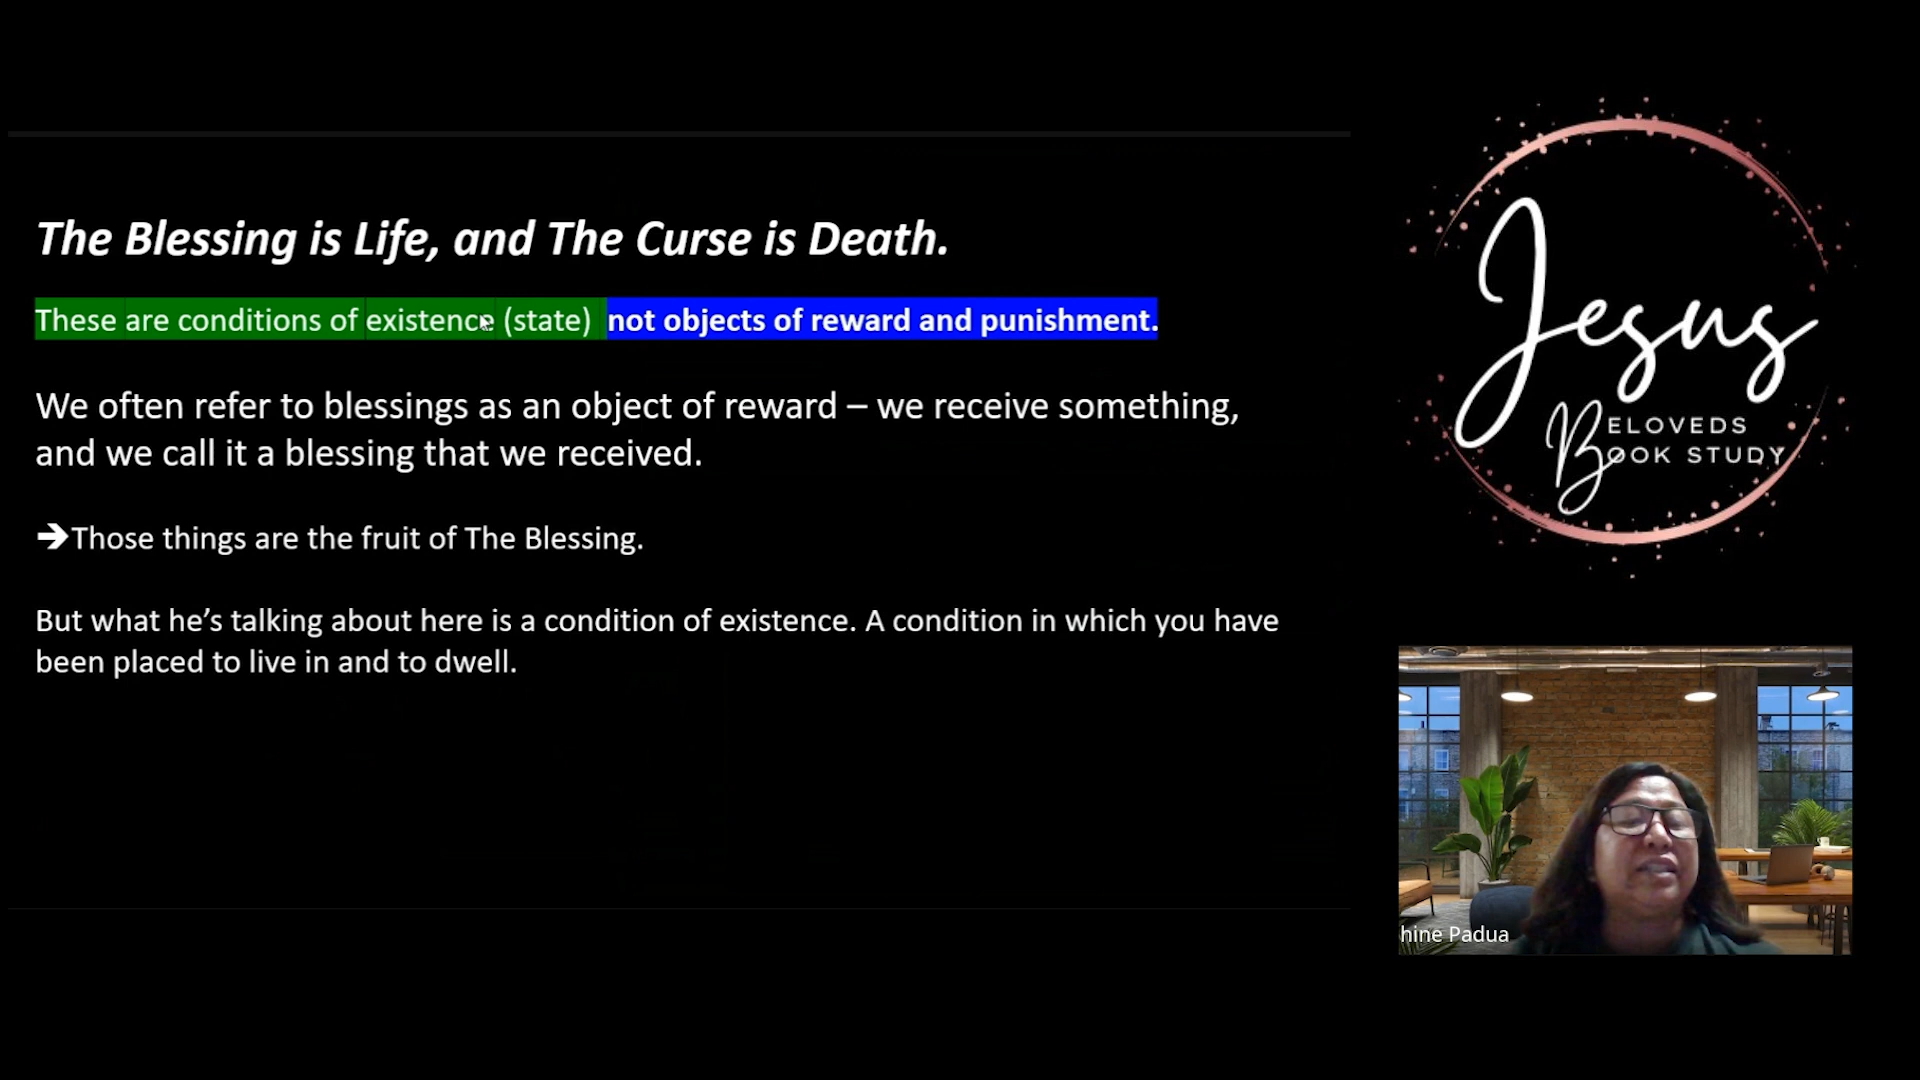 The Blessing is Life, and The Curse is Death.
These are conditions of existence (state) not objects of reward and punishment.
We often refer to blessings as an object of reward – we receive something,
and we call it a blessing that we received.
➔Those things are the fruit of The Blessing.
But what he’s talking about here is a condition of existence. A condition in which you have
been placed to live in and to dwell.
Jesus
BELOVEDS
BOOK STUDY
hine Padua